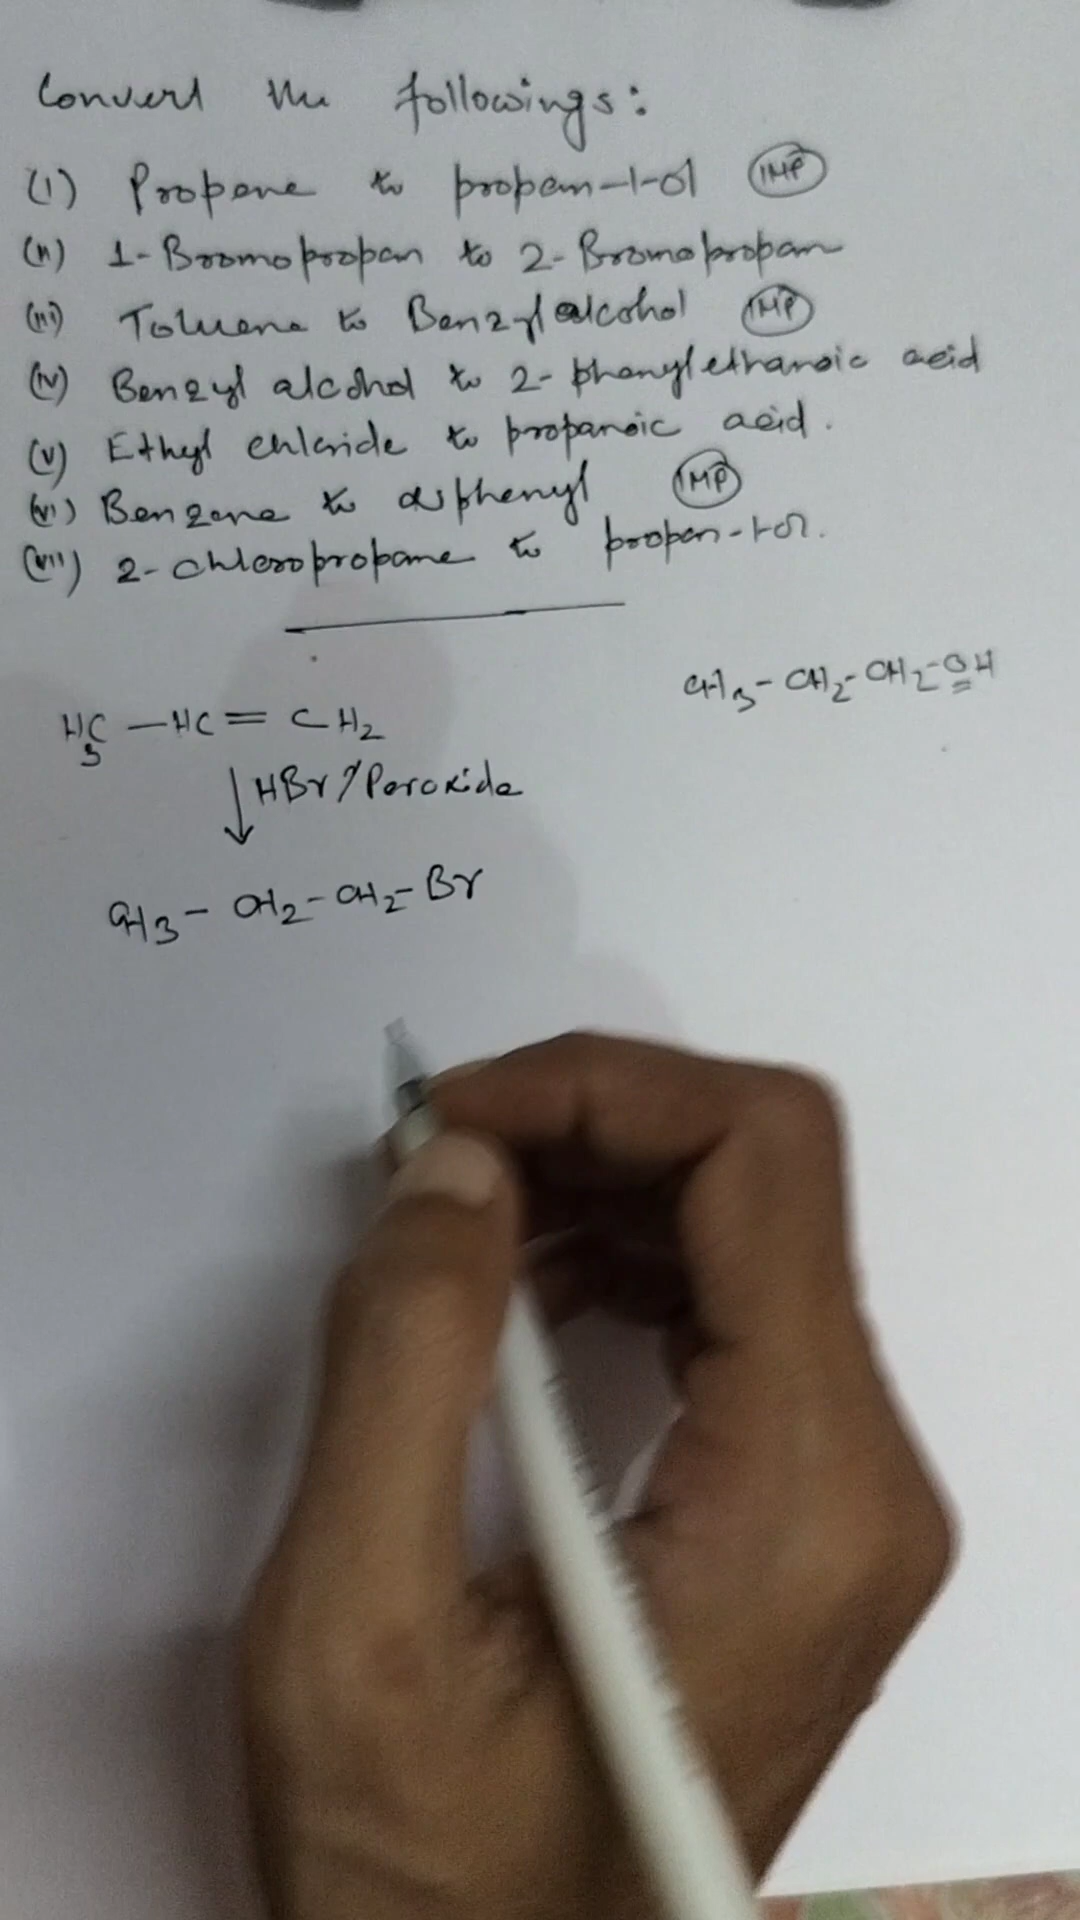 Convert the followings:
(i) Propene to propan-1-ol IMP
(ii) 1-Bromopropan to 2-Bromopropan
(iii) Toluene to Benzyl alcohol IMP
(iv) Benzyl alcohol to 2-phenylethanoic acid
(v) Ethyl chloride to propanoic acid.
(vi) Benzene to diphenyl IMP
(vii) 2-chloropropane to propan-1-ol.
CH3-CH2-CH2-OH
H3C-HC=CH2
↓ HBr/Peroxide
CH3-CH2-CH2-Br